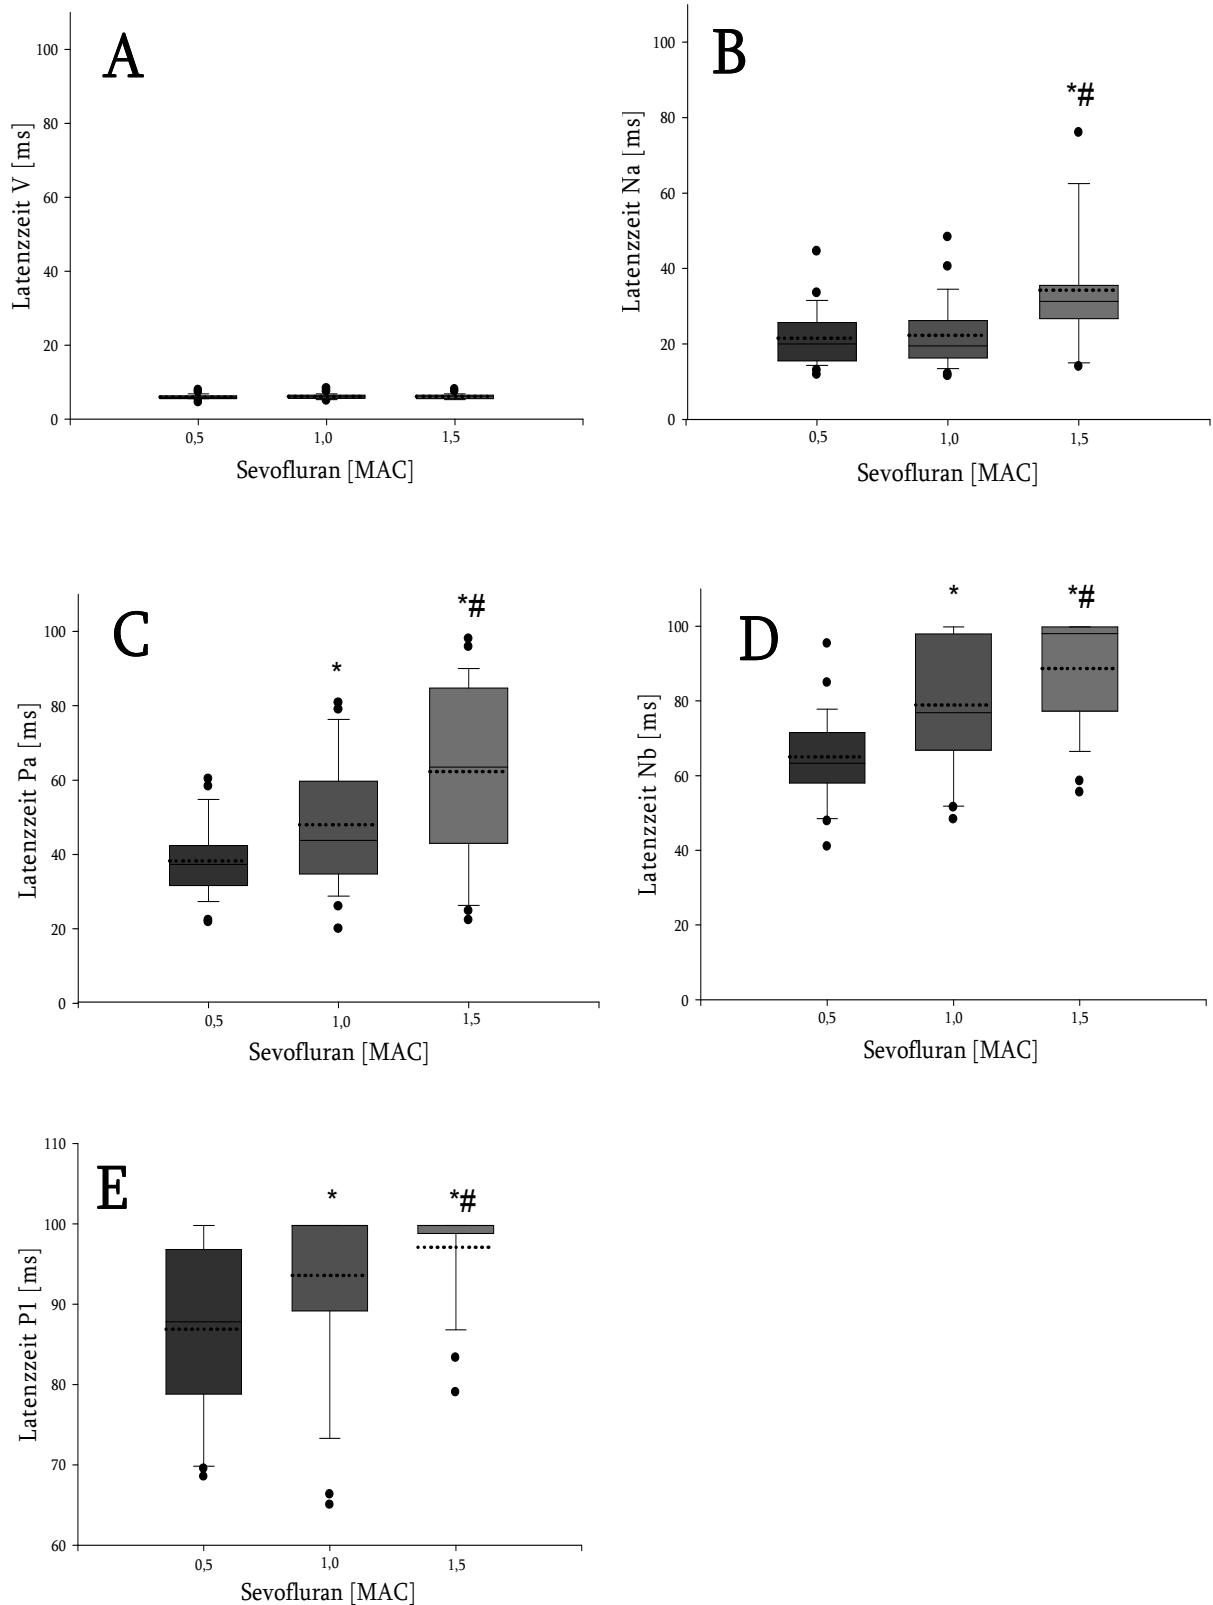 A
Latenzzeit V [ms]
100
80
60
40
20
0
0,5 1,0 1,5
Sevofluran [MAC]
B
Latenzzeit Na [ms]
*#
100
80
60
40
20
0
0,5 1,0 1,5
Sevofluran [MAC]
C
Latenzzeit Pa [ms]
* *#
100
80
60
40
20
0
0,5 1,0 1,5
Sevofluran [MAC]
D
Latenzzeit Nb [ms]
* *#
100
80
60
40
20
0
0,5 1,0 1,5
Sevofluran [MAC]
E
Latenzzeit P1 [ms]
* *#
110
100
90
80
70
60
0,5 1,0 1,5
Sevofluran [MAC]